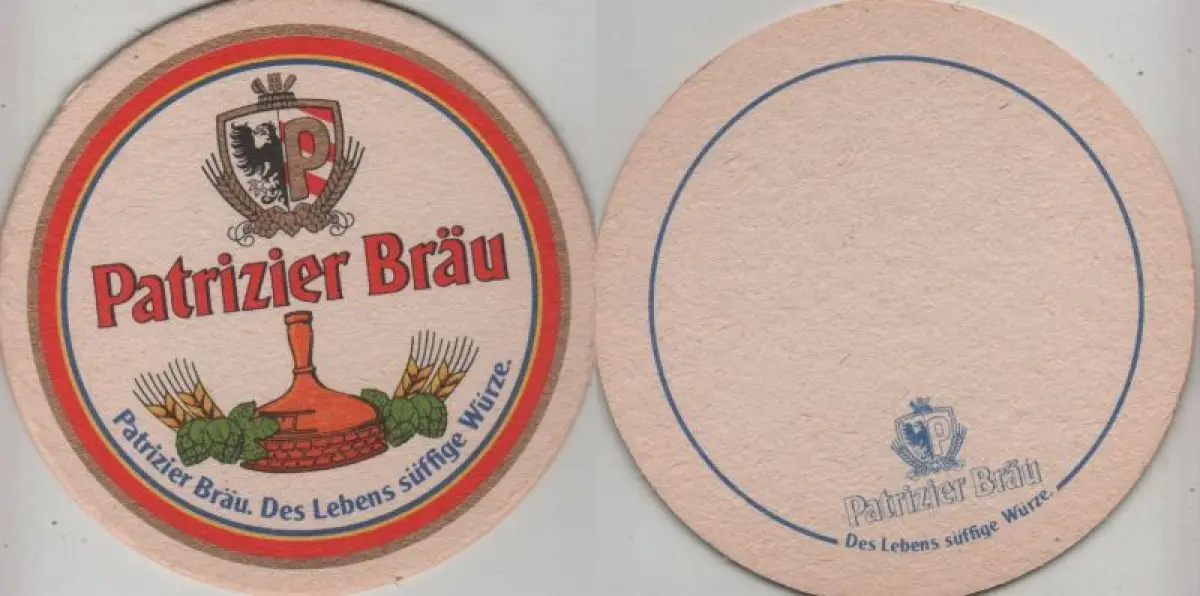 P
Patrizier Bräu
Patrizier Bräu. Des Lebens süffige Würze.
P
Patrizier Bräu
Des Lebens süffige Würze.